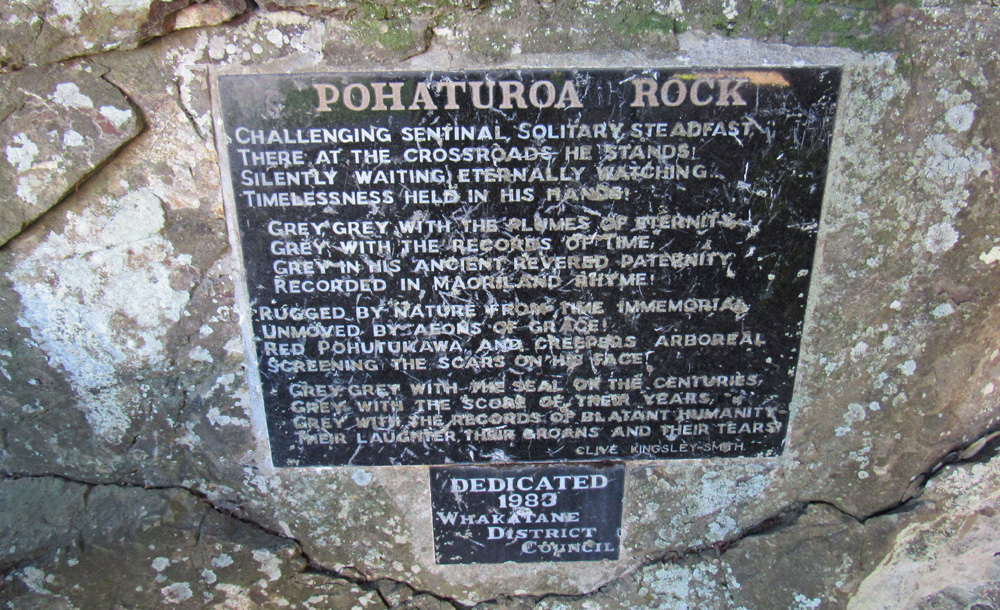 POHATUROA ROCK
CHALLENGING SENTINAL, SOLITARY, STEADFAST,
THERE AT THE CROSSROADS HE STANDS!
SILENTLY WAITING, ETERNALLY WATCHING...
TIMELESSNESS HELD IN HIS HANDS!
GREY GREY WITH THE PLUMES OF ETERNITY
GREY WITH THE RECORDS OF TIME,
GREY IN HIS ANCIENT REVERED PATERNITY
RECORDED IN MAORILAND RHYME!
RUGGED BY NATURE FROM TIME IMMEMORIAL
UNMOVED BY AEONS OF GRACE!
RED POHUTUKAWA AND CREEPERS ARBOREAL
SCREENING THE SCARS ON HIS FACE!
GREY GREY WITH THE SEAL OF THE CENTURIES,
GREY WITH THE SCORE OF THEIR YEARS,
GREY WITH THE RECORDS OF BLATANT HUMANITY
THEIR LAUGHTER THEIR GROANS AND THEIR TEARS!
CLIVE KINGSLEY-SMITH.
DEDICATED
1983
WHAKATANE
DISTRICT
COUNCIL